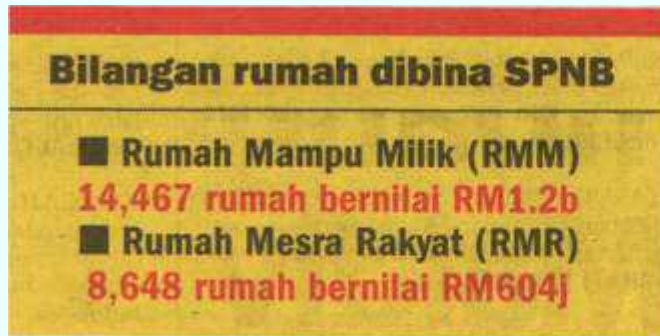 Bilangan rumah dibina SPNB
■ Rumah Mampu Milik (RMM)
14,467 rumah bernilai RM1.2b
■ Rumah Mesra Rakyat (RMR)
8,648 rumah bernilai RM604j